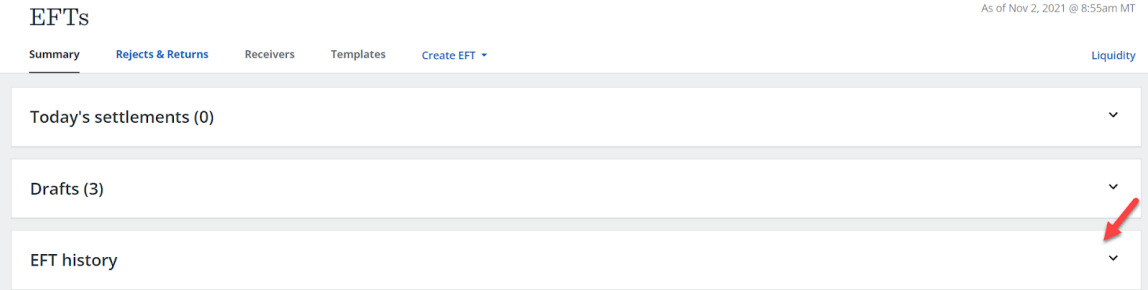 EFTs
As of Nov 2, 2021 @ 8:55am MT
Summary Rejects & Returns Receivers Templates Create EFT Liquidity
Today's settlements (0)
Drafts (3)
EFT history